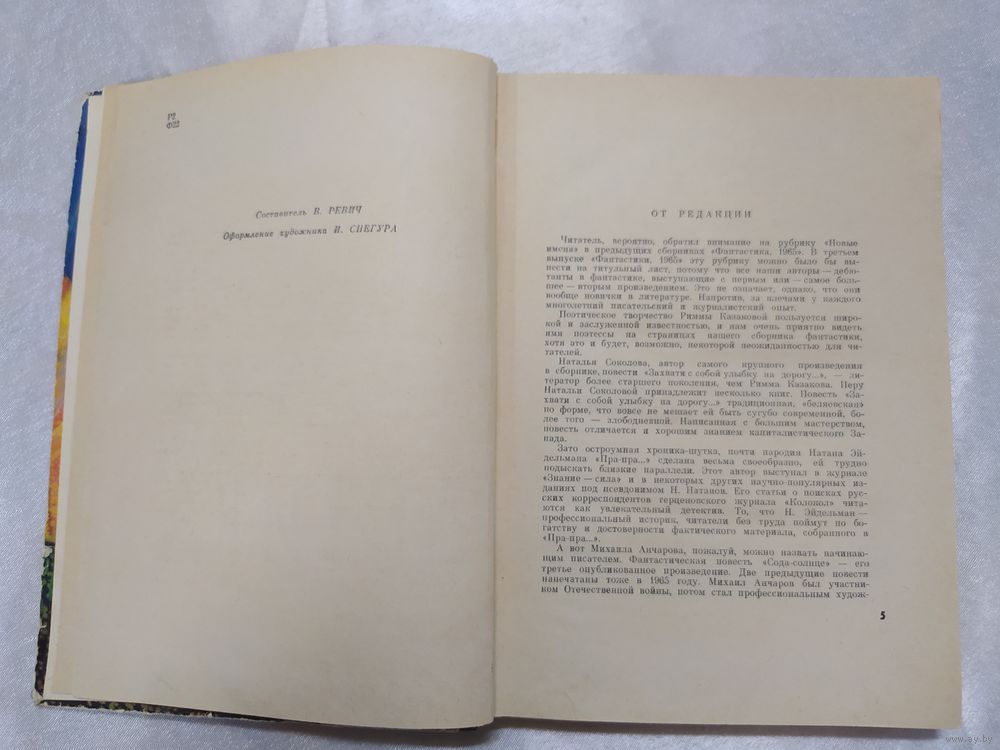 Р2
Ф22
Составитель В. РЕВИЧ
Оформление художника И. СНЕГУРА
ОТ РЕДАКЦИИ
Читатель, вероятно, обратил внимание на рубрику «Новые
имена» в предыдущих сборниках «Фантастика, 1965». В третьем
выпуске «Фантастики, 1965» эту рубрику можно было бы вы-
нести на титульный лист, потому что все наши авторы — дебю-
танты в фантастике, выступающие с первым или — самое боль-
шее — вторым произведением. Это не означает, однако, что они
вообще новички в литературе. Напротив, за плечами у каждого
многолетний писательский и журналистский опыт.
Поэтическое творчество Риммы Казаковой пользуется широ-
кой и заслуженной известностью, и нам очень приятно видеть
имя поэтессы на страницах нашего сборника фантастики,
хотя это и будет, возможно, некоторой неожиданностью для чи-
тателей.
Наталья Соколова, автор самого крупного произведения
в сборнике, повести «Захвати с собой улыбку на дорогу...», — ли-
тератор более старшего поколения, чем Римма Казакова. Перу
Натальи Соколовой принадлежит несколько книг. Повесть «За-
хвати с собой улыбку на дорогу...» традиционная, «беляевская»
по форме, что вовсе не мешает ей быть сугубо современной, бо-
лее того — злободневной. Написанная с большим мастерством,
повесть отличается и хорошим знанием капиталистического За-
пада.
Зато остроумная хроника-шутка, почти пародия Натана Эй-
дельмана «Пра-пра...» сделана весьма своеобразно, ей трудно
подыскать близкие параллели. Этот автор выступал в журнале
«Знание — сила» и в некоторых других научно-популярных из-
даниях под псевдонимом Н. Натанов. Его статьи о поисках рус-
ских корреспондентов герценовского журнала «Колокол» чита-
ются как увлекательный детектив. То, что Н. Эйдельман —
профессиональный историк, читатели без труда поймут по бо-
гатству и достоверности фактического материала, собранного в
«Пра-пра...».
А вот Михаила Анчарова, пожалуй, можно назвать начинаю-
щим писателем. Фантастическая повесть «Сода-солнце» — его
третье опубликованное произведение. Две предыдущие повести
напечатаны тоже в 1965 году. Михаил Анчаров был участни-
ком Отечественной войны, потом стал профессиональным худож-
5
www.ay.by